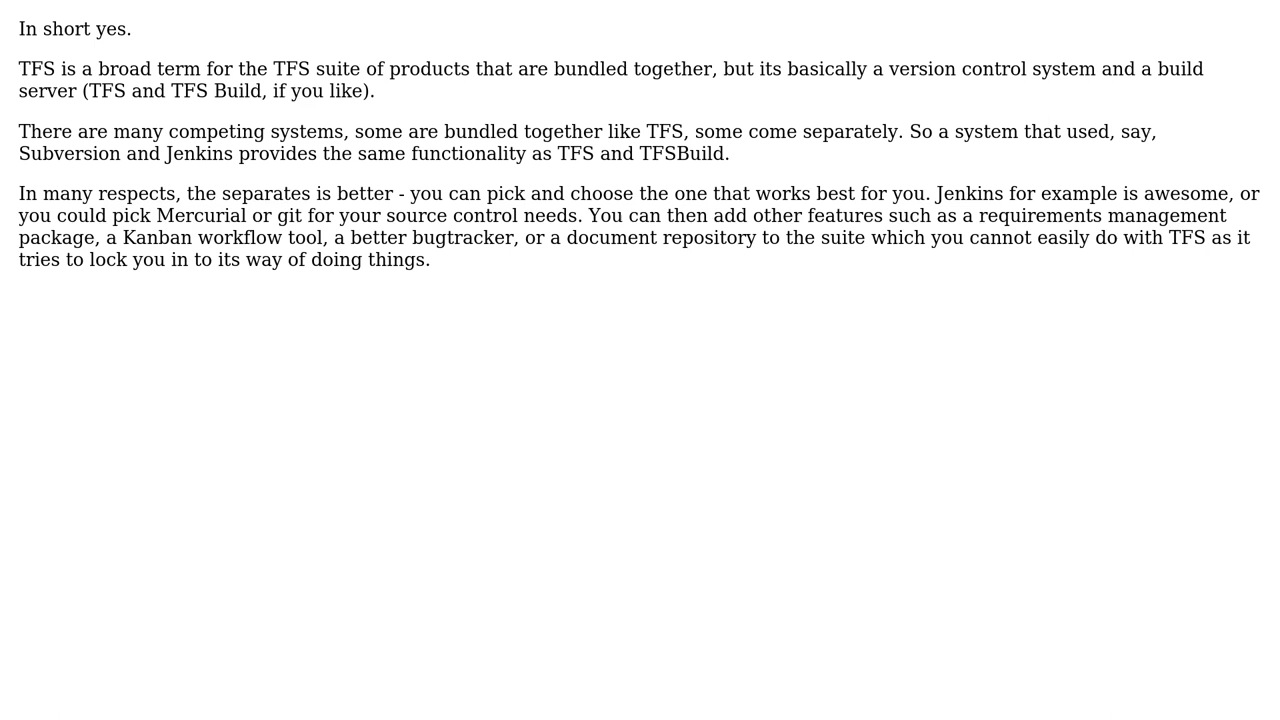 In short yes.
TFS is a broad term for the TFS suite of products that are bundled together, but its basically a version control system and a build
server (TFS and TFS Build, if you like).
There are many competing systems, some are bundled together like TFS, some come separately. So a system that used, say,
Subversion and Jenkins provides the same functionality as TFS and TFSBuild.
In many respects, the separates is better - you can pick and choose the one that works best for you. Jenkins for example is awesome, or
you could pick Mercurial or git for your source control needs. You can then add other features such as a requirements management
package, a Kanban workflow tool, a better bugtracker, or a document repository to the suite which you cannot easily do with TFS as it
tries to lock you in to its way of doing things.